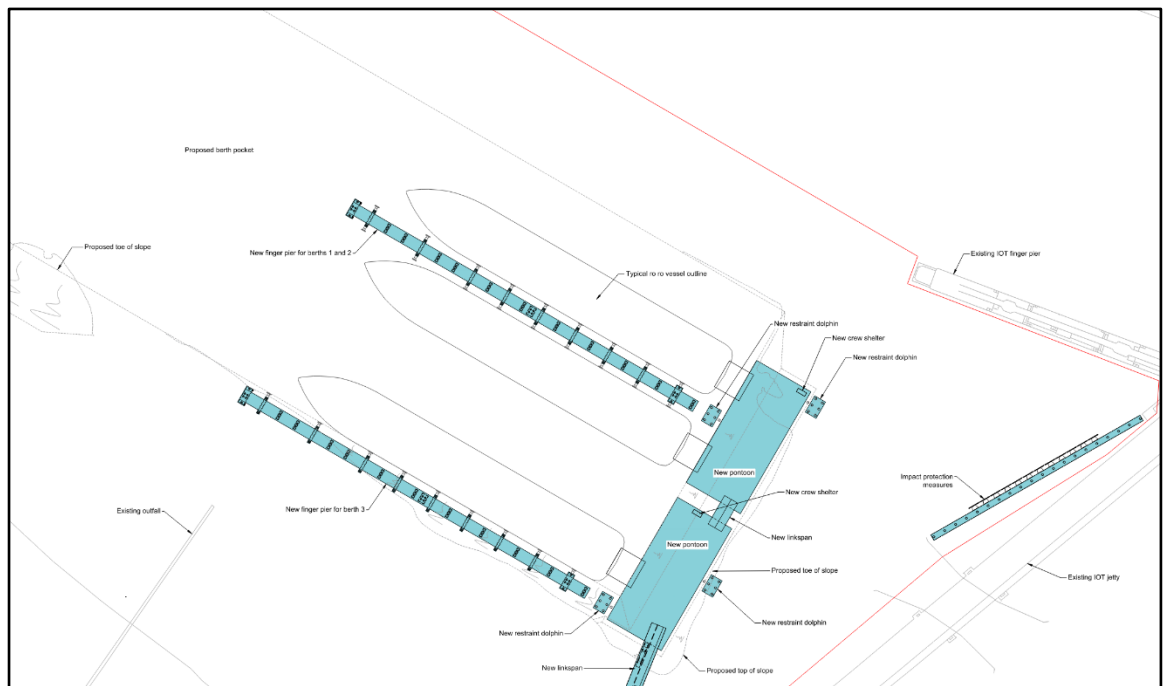 Proposed berth pocket
Proposed toe of slope
New finger pier for berths 1 and 2
Existing IOT finger pier
Typical ro ro vessel outline
New restraint dolphin
New crew shelter
New restraint dolphin
New pontoon
Impact protection
measures
New crew shelter
New finger pier for berth 3
Existing outfall
New linkspan
New pontoon
Proposed toe of slope
Existing IOT jetty
New restraint dolphin
New restraint dolphin
New linkspan
Proposed top of slope